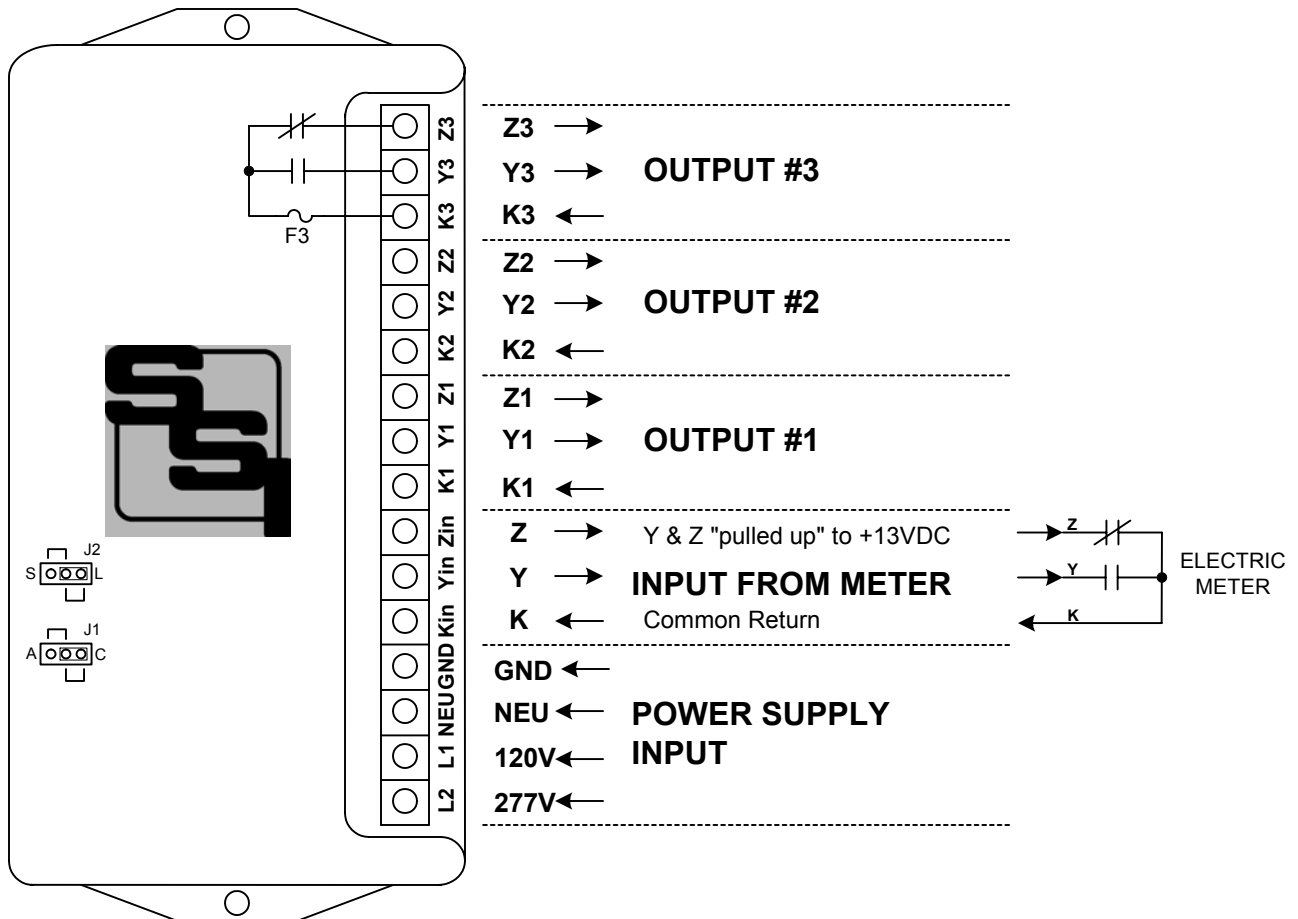 Z3
Y3
K3
Z2
Y2
K2
Z1
Y1
K1
Zin
Yin
Kin
GND
NEU
L1
L2
F3
SSI
J2
S L
J1
A C
Z3
Y3 OUTPUT #3
K3
Z2
Y2 OUTPUT #2
K2
Z1
Y1 OUTPUT #1
K1
Z Y & Z "pulled up" to +13VDC
Y INPUT FROM METER
K Common Return
Z
Y
K
ELECTRIC
METER
GND
NEU POWER SUPPLY
120V INPUT
277V